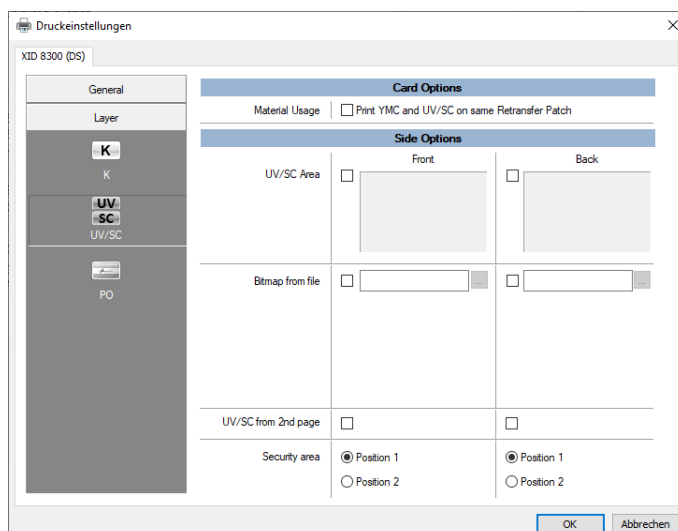 Druckeinstellungen
XID 8300 (DS)
General
Layer
K
K
UV
SC
UV/SC
PO
Card Options
Material Usage
Print YMC and UV/SC on same Retransfer Patch
Side Options
Front Back
UV/SC Area
Bitmap from file
... ...
UV/SC from 2nd page
Security area
Position 1 Position 1
Position 2 Position 2
OK Abbrechen